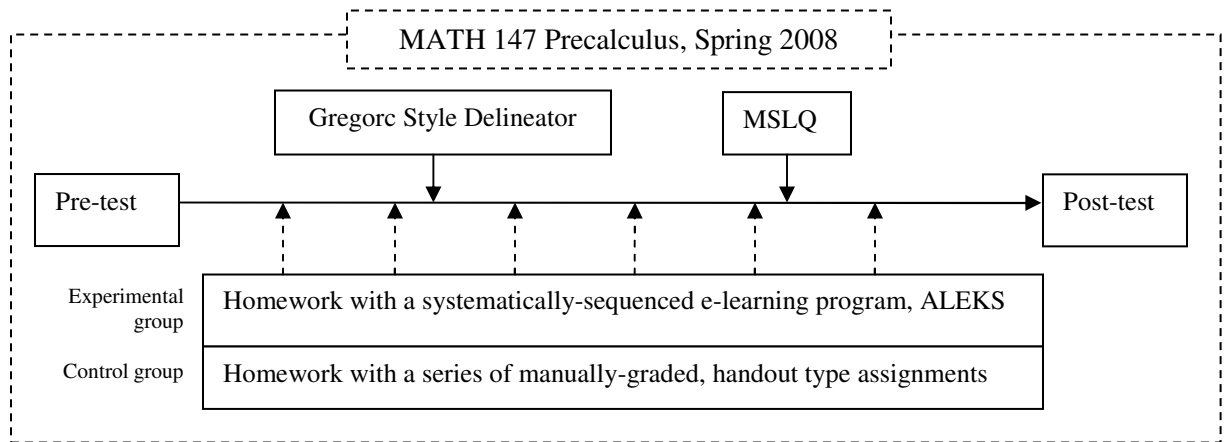 MATH 147 Precalculus, Spring 2008
Gregorc Style Delineator
MSLQ
Pre-test
Post-test
Experimental
group
Homework with a systematically-sequenced e-learning program, ALEKS
Control group
Homework with a series of manually-graded, handout type assignments